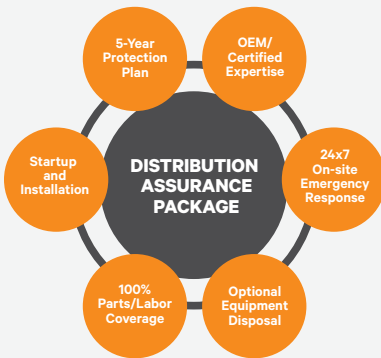 5-Year
Protection
Plan
OEM/
Certified
Expertise
Startup
and
Installation
DISTRIBUTION
ASSURANCE
PACKAGE
24x7
On-site
Emergency
Response
100%
Parts/Labor
Coverage
Optional
Equipment
Disposal